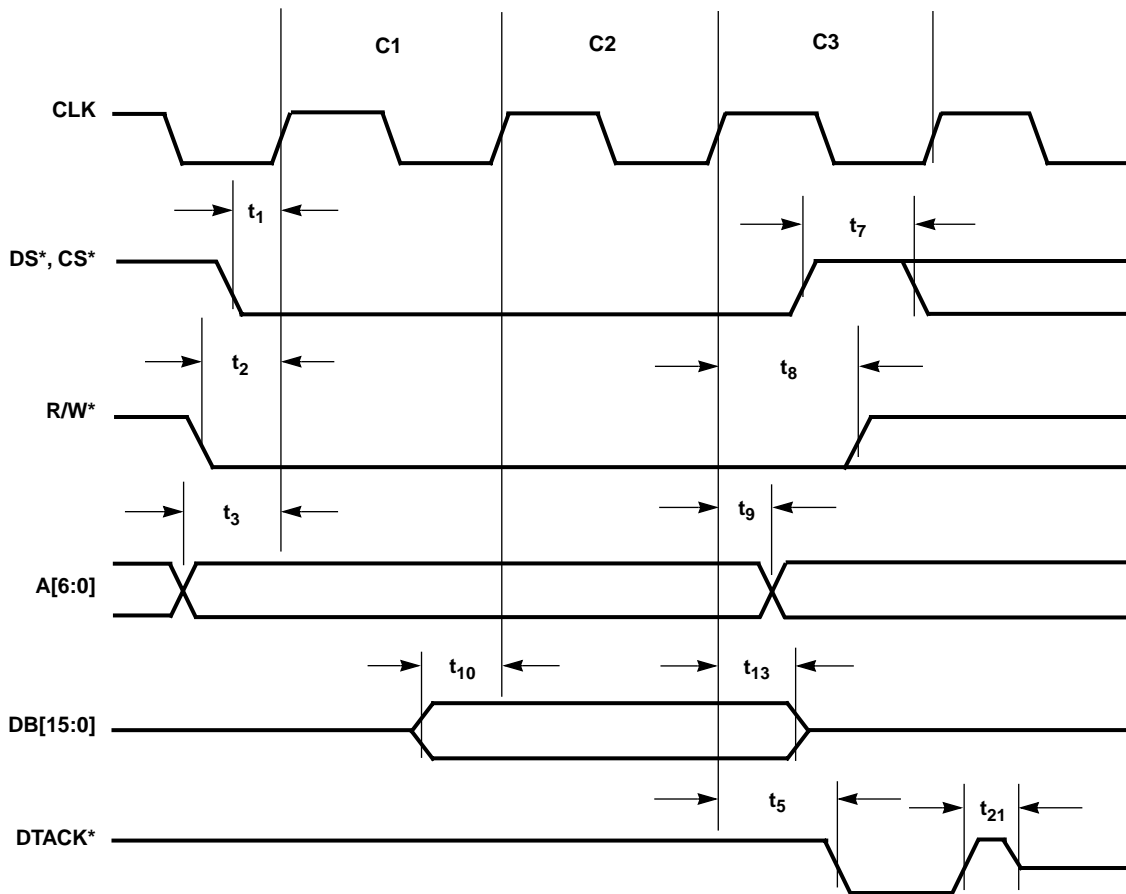 C1 C2 C3
CLK
t1 t7
DS*, CS*
t2 t8
R/W*
t3 t9
A[6:0]
t10 t13
DB[15:0]
t5 t21
DTACK*